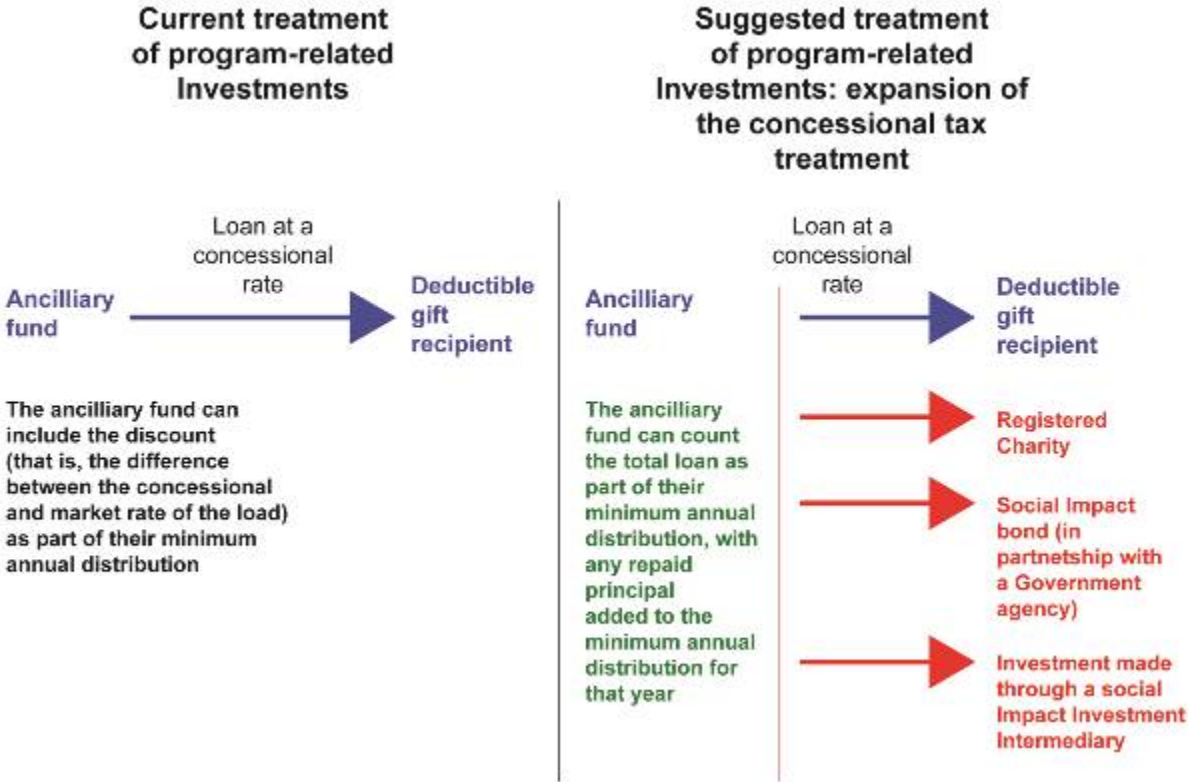 Current treatment
of program-related
Investments
Ancilliary
fund
Loan at a
concessional
rate
Deductible
gift
recipient
The ancilliary fund can
include the discount
(that is, the difference
between the concessional
and market rate of the load)
as part of their minimum
annual distribution
Suggested treatment
of program-related
Investments: expansion of
the concessional tax
treatment
Ancilliary
fund
Loan at a
concessional
rate
Deductible
gift
recipient
The ancilliary
fund can count
the total loan as
part of their
minimum annual
distribution, with
any repaid
principal
added to the
minimum annual
distribution for
that year
Registered
Charity
Social Impact
bond (in
partnetship with
a Government
agency)
Investment made
through a social
Impact Investment
Intermediary